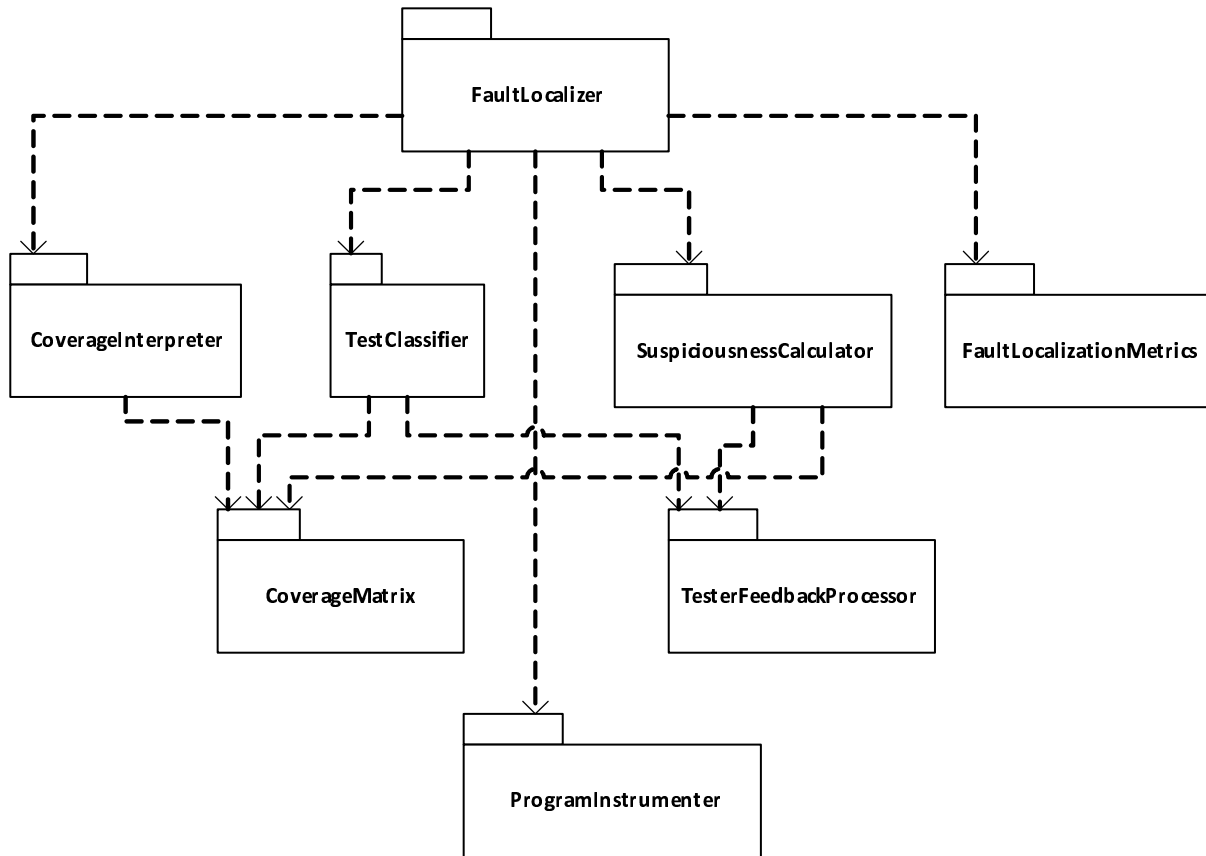 FaultLocalizer
CoverageInterpreter
TestClassifier
SuspiciousnessCalculator
FaultLocalizationMetrics
CoverageMatrix
TesterFeedbackProcessor
ProgramInstrumenter